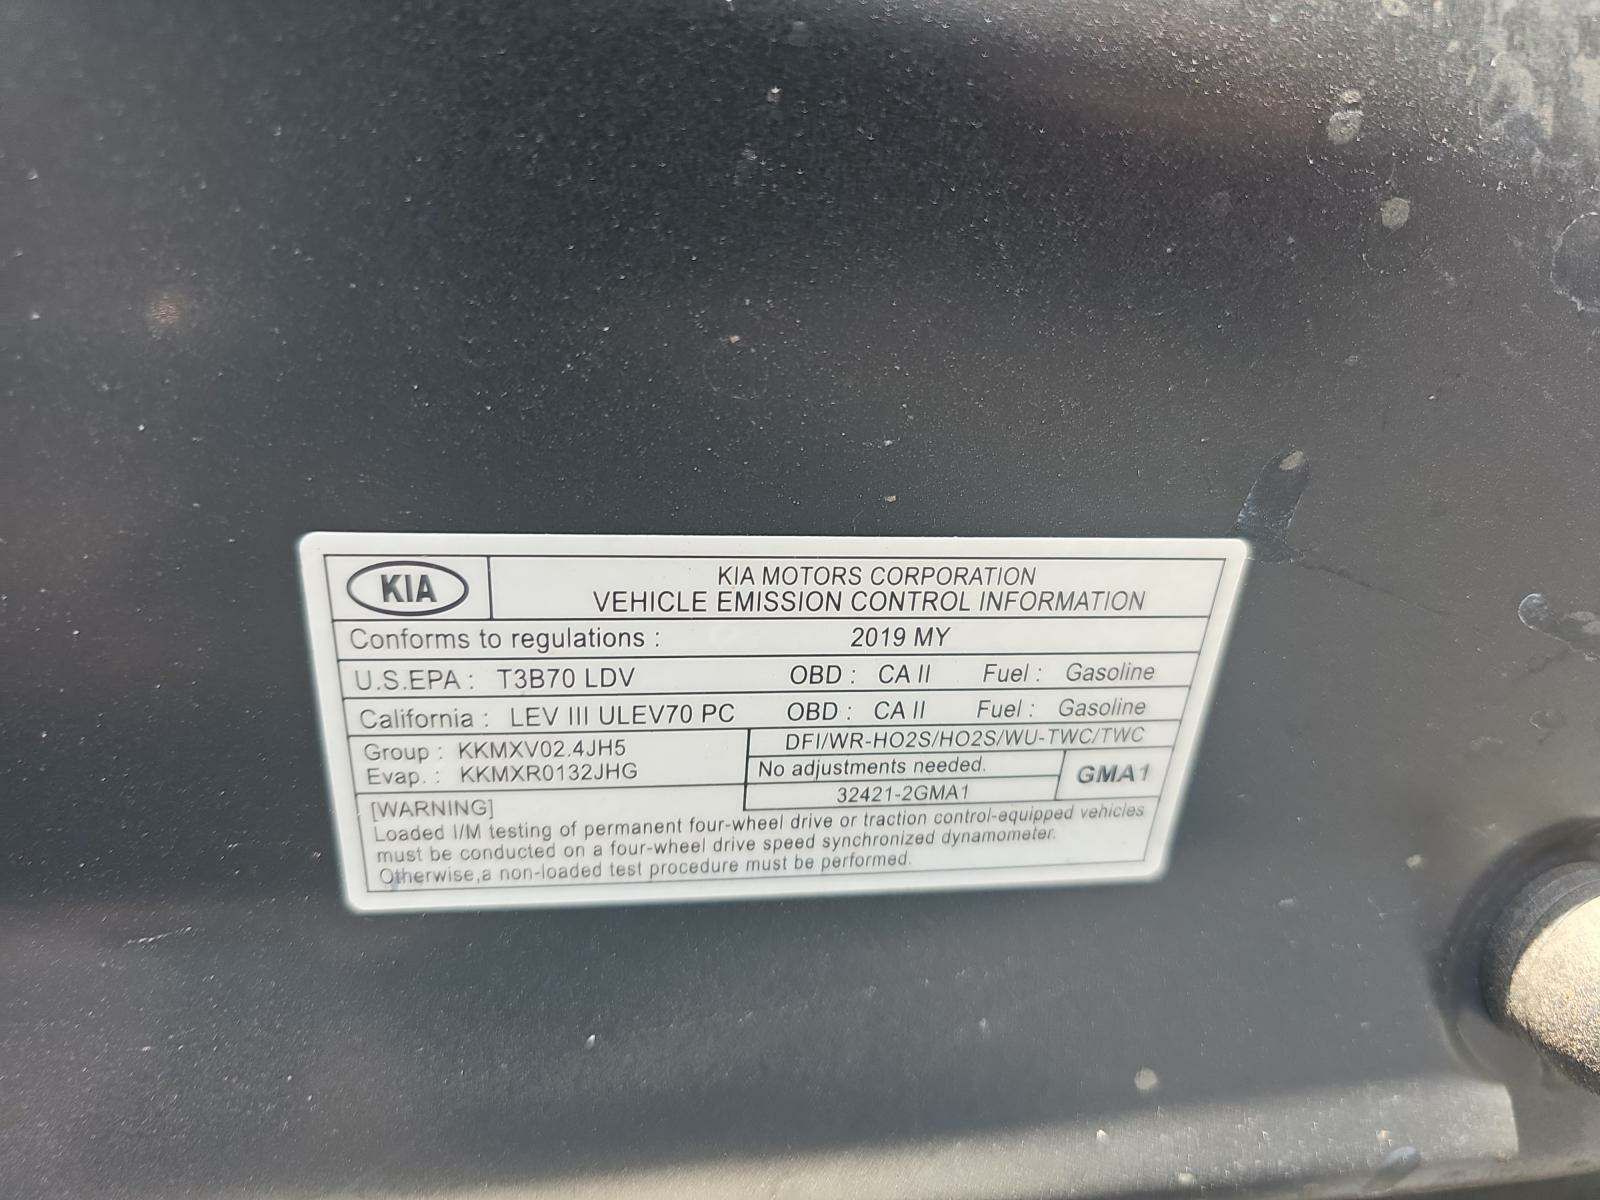 KIA
KIA MOTORS CORPORATION
VEHICLE EMISSION CONTROL INFORMATION
Conforms to regulations : 2019 MY
U.S.EPA : T3B70 LDV OBD : CA II Fuel : Gasoline
California : LEV III ULEV70 PC OBD : CA II Fuel : Gasoline
Group : KKMXV02.4JH5
Evap. : KKMXR0132JHG
DFI/WR-HO2S/HO2S/WU-TWC/TWC
No adjustments needed.
32421-2GMA1
GMA1
[WARNING]
Loaded I/M testing of permanent four-wheel drive or traction control-equipped vehicles
must be conducted on a four-wheel drive speed synchronized dynamometer.
Otherwise,a non-loaded test procedure must be performed.